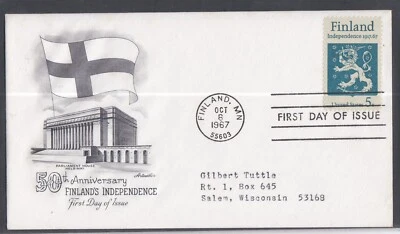 Finland
Independence 1917-67
United States 5c
FINLAND, MN
OCT
6
1967
55603
FIRST DAY OF ISSUE
PARLIAMENT HOUSE
HELSINKI
Artmaster
50th Anniversary
FINLAND'S INDEPENDENCE
First Day of Issue
Gilbert Tuttle
Rt. 1, Box 645
Salem, Wisconsin 53168